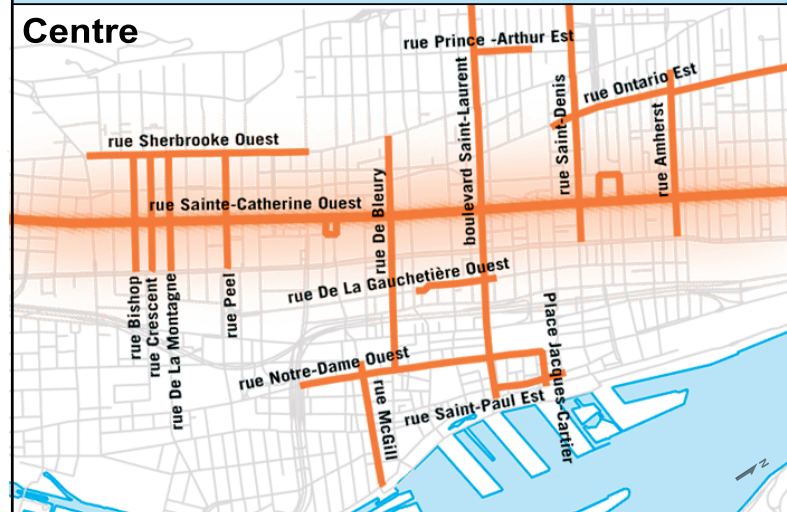 Centre
rue Prince -Arthur Est
rue Ontario Est
boulevard Saint-Laurent
rue Saint-Denis
rue Amherst
rue Sherbrooke Ouest
rue Sainte-Catherine Ouest
rue De Bleury
rue De La Gauchetière Ouest
rue Bishop
rue Crescent
rue De La Montagne
rue Peel
Place Jacques-Cartier
rue Notre-Dame Ouest
rue McGill
rue Saint-Paul Est
N